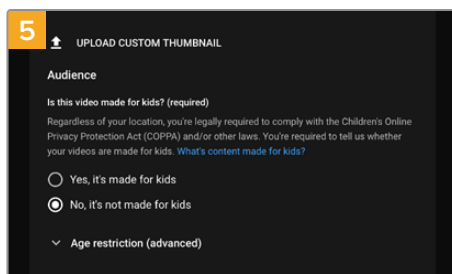 5
UPLOAD CUSTOM THUMBNAIL
Audience
Is this video made for kids? (required)
Regardless of your location, you're legally required to comply with the Children's Online
Privacy Protection Act (COPPA) and/or other laws. You're required to tell us whether
your videos are made for kids. What's content made for kids?
Yes, it's made for kids
No, it's not made for kids
Age restriction (advanced)